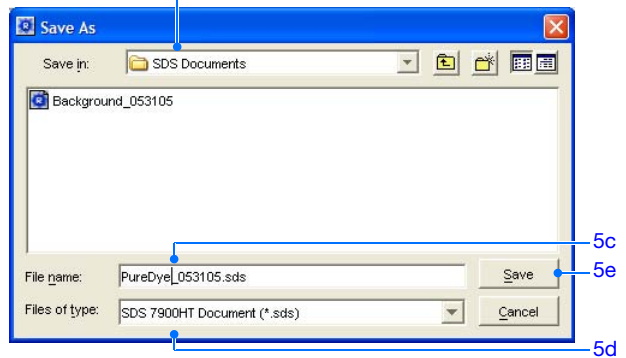 Save As
Save in: SDS Documents
Background_053105
5c
File name: PureDye_053105.sds Save 5e
Files of type: SDS 7900HT Document (*.sds) Cancel
5d